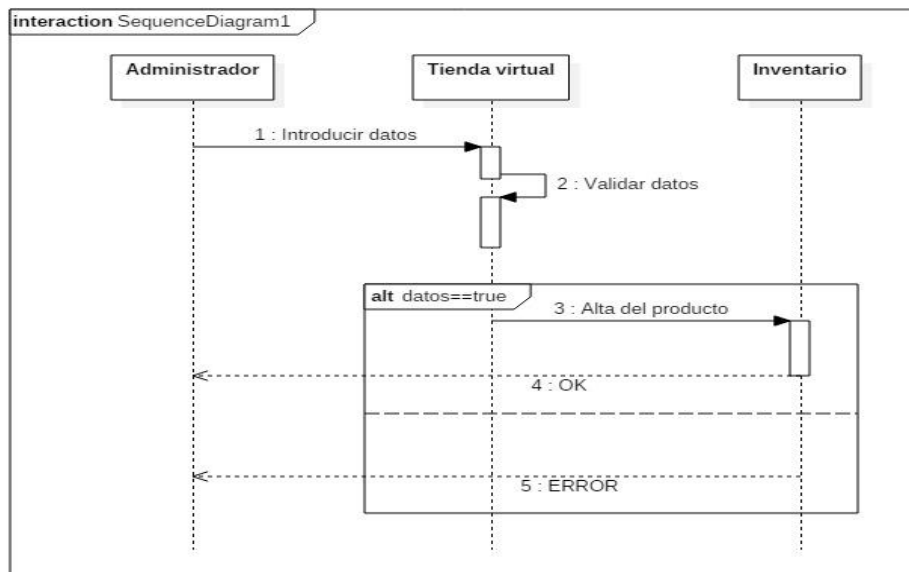 interaction SequenceDiagram1
Administrador
Tienda virtual
Inventario
1 : Introducir datos
2 : Validar datos
alt datos==true
3 : Alta del producto
4 : OK
5 : ERROR